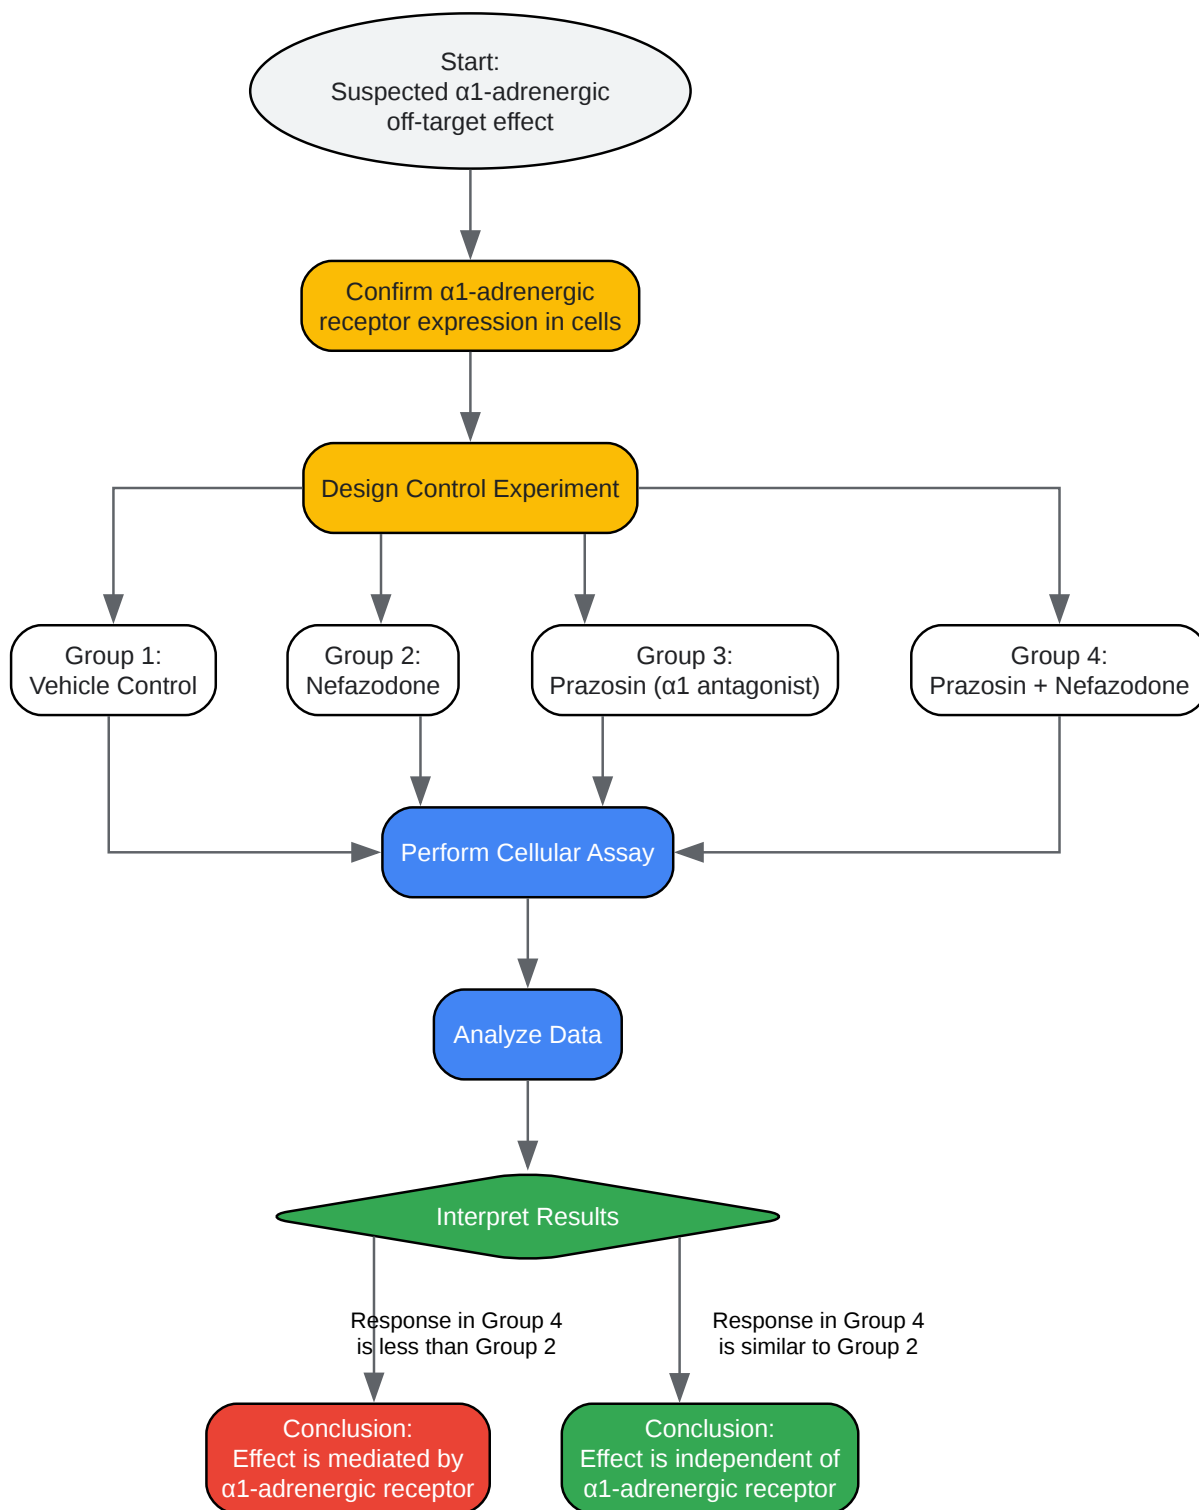 Start:
Suspected α1-adrenergic
off-target effect
Confirm α1-adrenergic
receptor expression in cells
Design Control Experiment
Group 1:
Vehicle Control
Group 2:
Nefazodone
Group 3:
Prazosin (α1 antagonist)
Group 4:
Prazosin + Nefazodone
Perform Cellular Assay
Analyze Data
Interpret Results
Response in Group 4
is less than Group 2
Response in Group 4
is similar to Group 2
Conclusion:
Effect is mediated by
α1-adrenergic receptor
Conclusion:
Effect is independent of
α1-adrenergic receptor